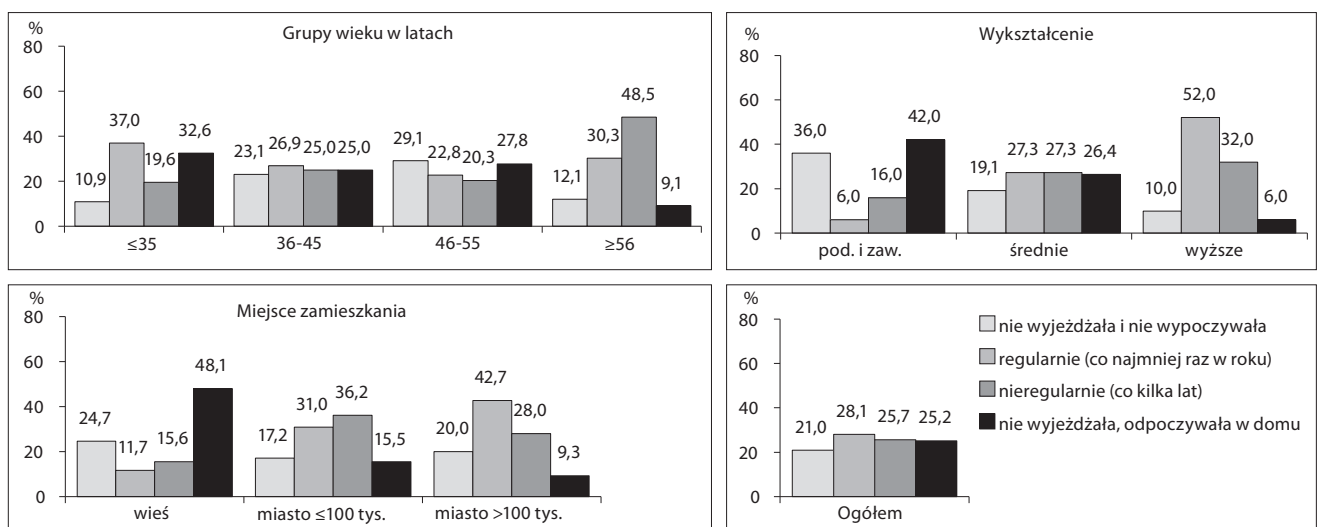 %
Grupy wieku w latach
80
60
40
20
0
10,9 37,0 19,6 32,6
23,1 26,9 25,0 25,0
29,1 22,8 20,3 27,8
12,1 30,3 48,5 9,1
≤35 36-45 46-55 ≥56
%
Wykształcenie
80
60
40
20
0
36,0 6,0 16,0 42,0
19,1 27,3 27,3 26,4
10,0 52,0 32,0 6,0
pod. i zaw. średnie wyższe
%
Miejsce zamieszkania
80
60
40
20
0
24,7 11,7 15,6 48,1
17,2 31,0 36,2 15,5
20,0 42,7 28,0 9,3
wieś miasto ≤100 tys. miasto >100 tys.
%
80
60
40
20
0
21,0 28,1 25,7 25,2
Ogółem
nie wyjeżdżała i nie wypoczywała
regularnie (co najmniej raz w roku)
nieregularnie (co kilka lat)
nie wyjeżdżała, odpoczywała w domu